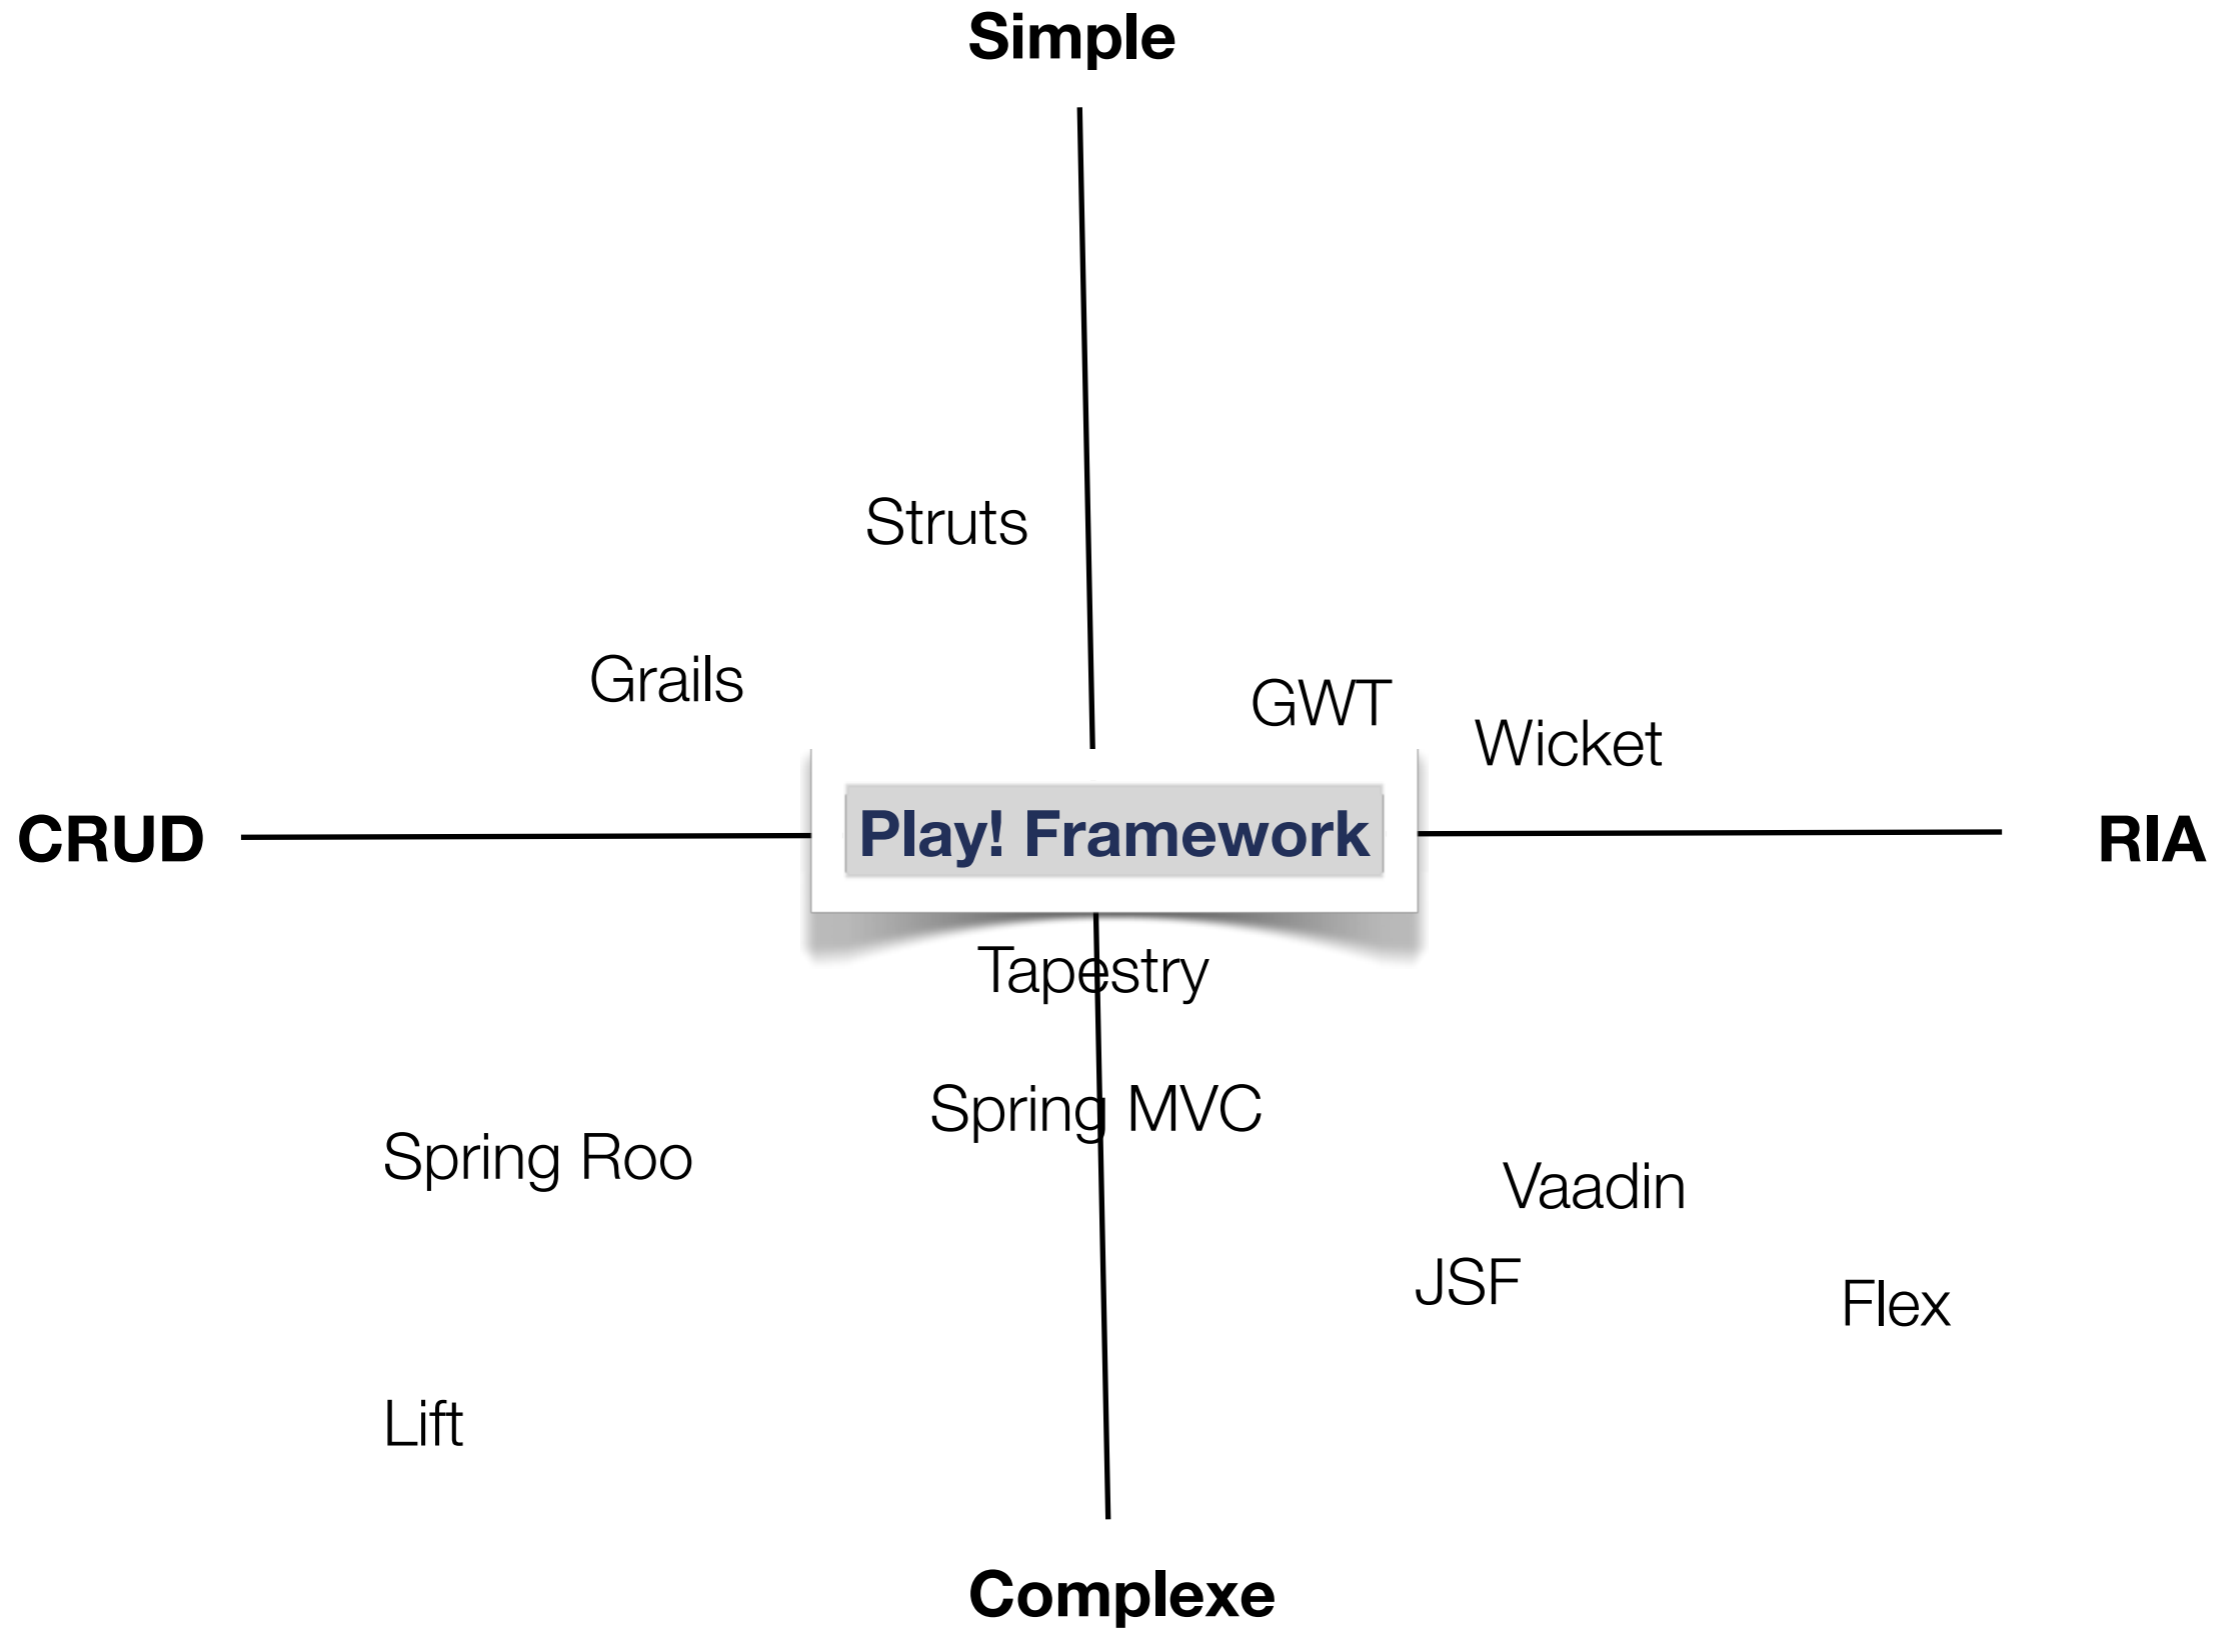 Simple
Struts
Grails
GWT
Wicket
CRUD
Play! Framework
RIA
Tapestry
Spring MVC
Spring Roo
Vaadin
JSF
Flex
Lift
Complexe